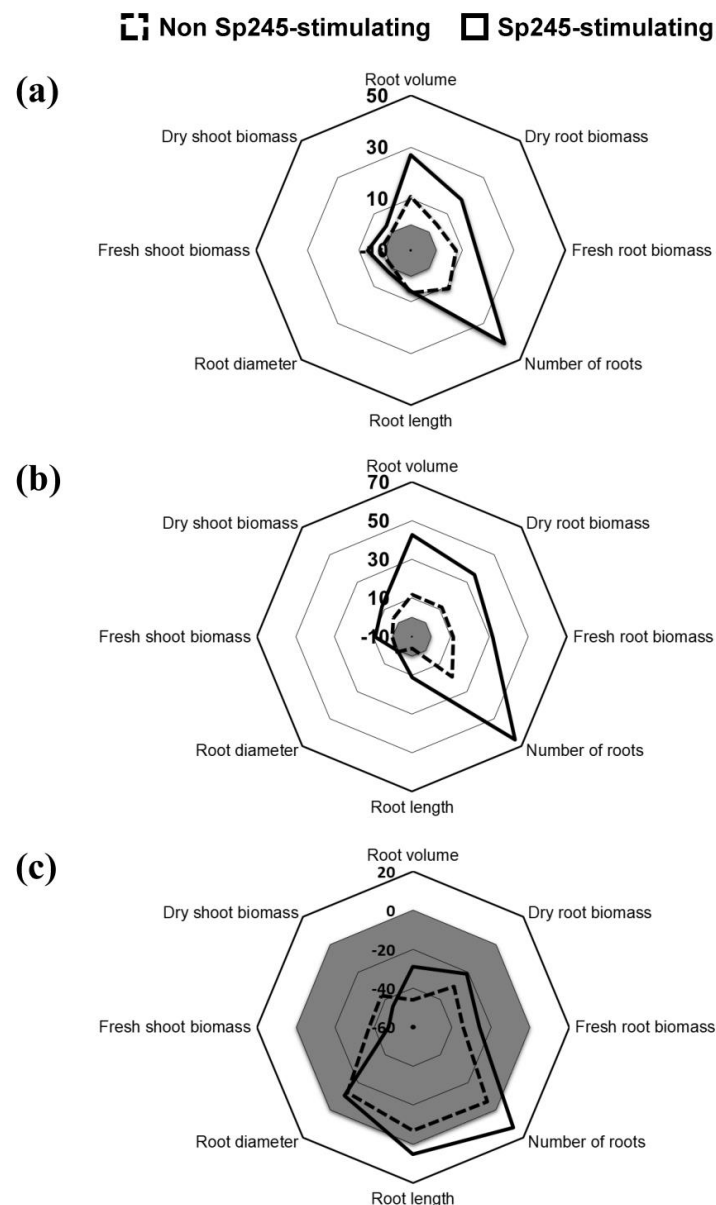 Non Sp245-stimulating Sp245-stimulating
(a)
Root volume
50
Dry shoot biomass Dry root biomass
30
10
Fresh shoot biomass -10 Fresh root biomass
Root diameter Number of roots
Root length
(b)
Root volume
70
Dry shoot biomass Dry root biomass
50
30
10
Fresh shoot biomass -10 Fresh root biomass
Root diameter Number of roots
Root length
(c)
Root volume
20
Dry shoot biomass Dry root biomass
0
-20
-40
Fresh shoot biomass -60 Fresh root biomass
Root diameter Number of roots
Root length